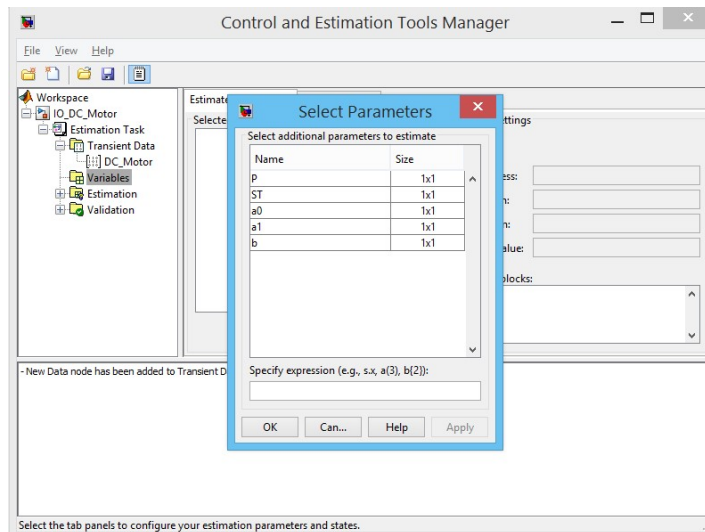 Control and Estimation Tools Manager
File View Help
Workspace
IO_DC_Motor
Estimation Task
Transient Data
DC_Motor
Variables
Estimation
Validation
Estimat
Selecte
ttings
ess:
n:
n:
alue:
blocks:
Select Parameters
Select additional parameters to estimate
Name Size
P 1x1
ST 1x1
a0 1x1
a1 1x1
b 1x1
Specify expression (e.g., s.x, a(3), b{2}):
OK Can... Help Apply
- New Data node has been added to Transient D
Select the tab panels to configure your estimation parameters and states.